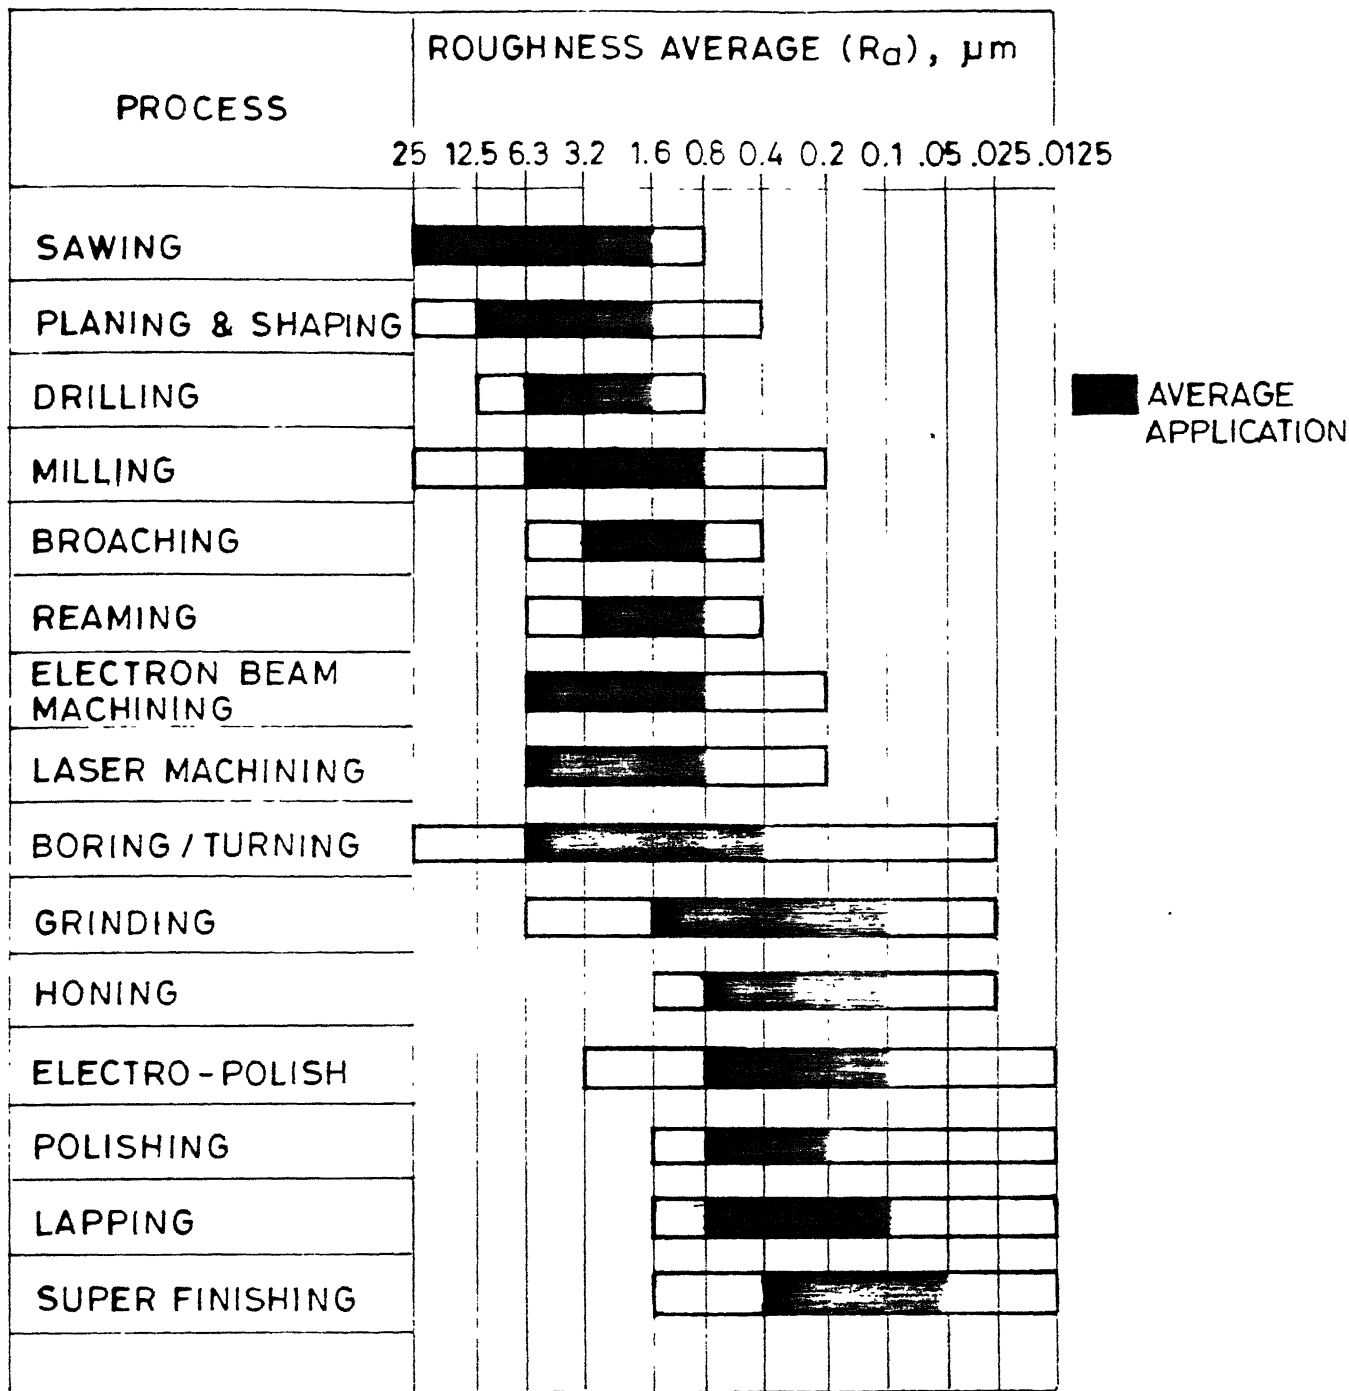 ROUGHNESS AVERAGE (Ra), µm
PROCESS
25 12.5 6.3 3.2 1.6 0.8 0.4 0.2 0.1 .05 .025 .0125
SAWING
PLANING & SHAPING
DRILLING
AVERAGE
APPLICATION
MILLING
BROACHING
REAMING
ELECTRON BEAM
MACHINING
LASER MACHINING
BORING / TURNING
GRINDING
HONING
ELECTRO-POLISH
POLISHING
LAPPING
SUPER FINISHING